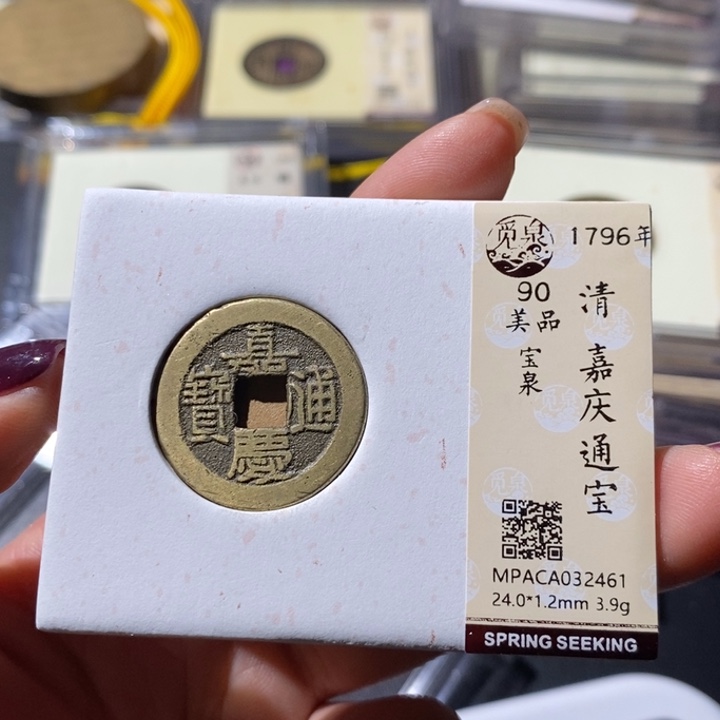 嘉慶通寶
觅泉
1796年
90
美品
宝泉
清 嘉庆通宝
MPACA032461
24.0*1.2mm 3.9g
SPRING SEEKING